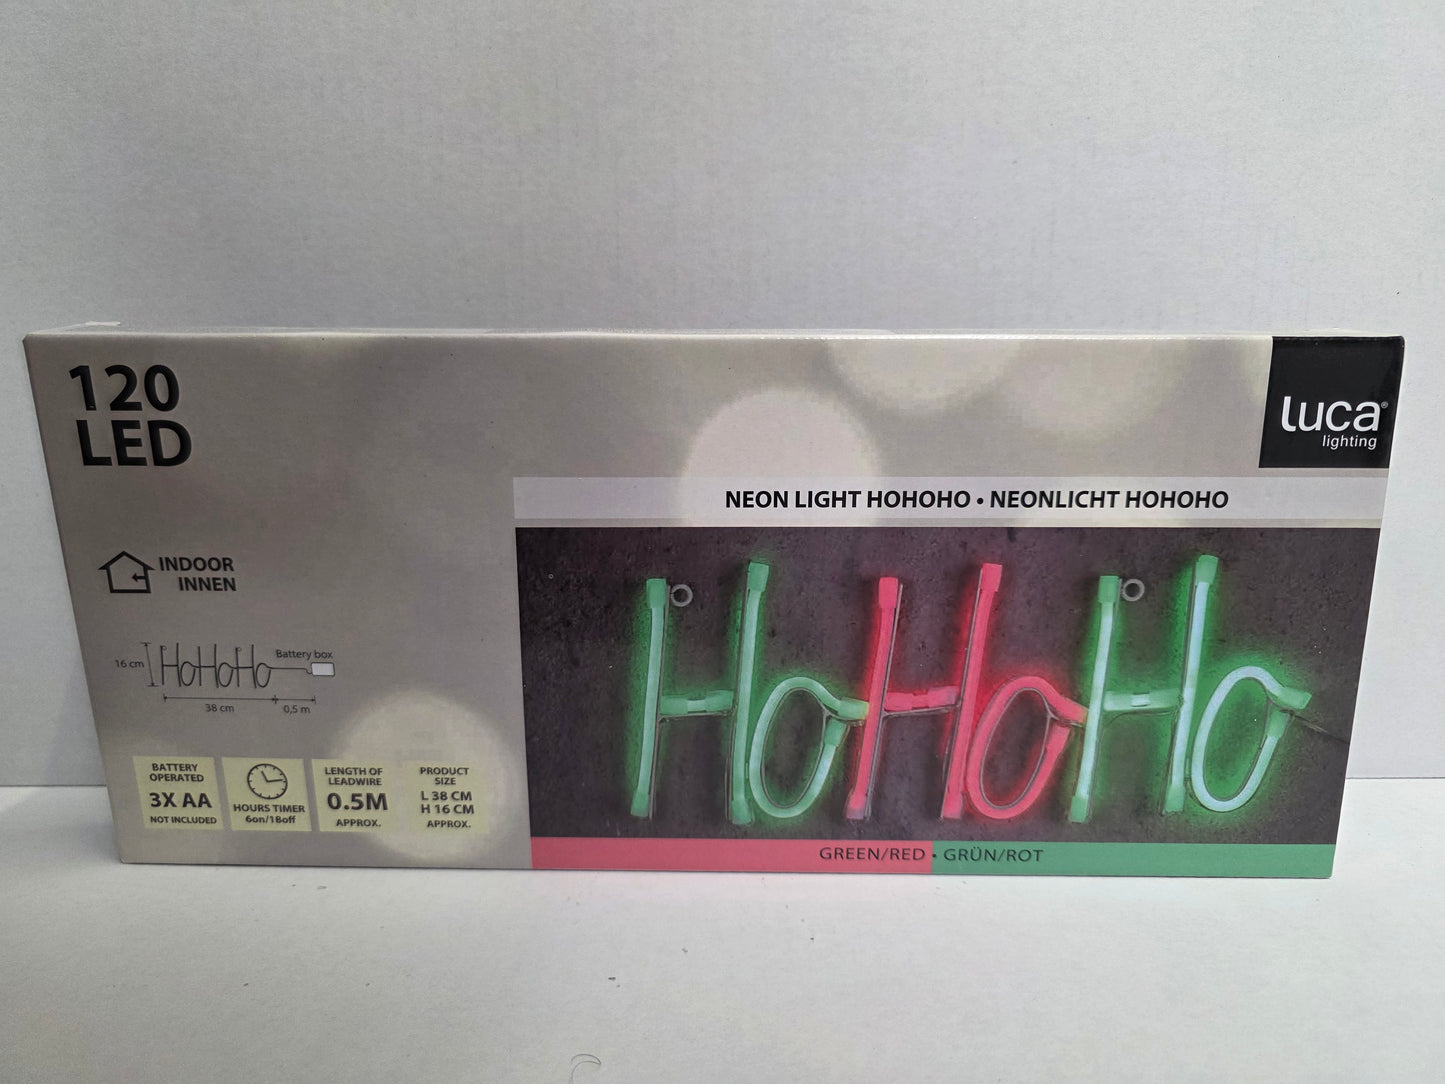 120
LED
luca®
lighting
NEON LIGHT HOHOHO • NEONLICHT HOHOHO
INDOOR
INNEN
16 cm
HoHoHo
Battery box
38 cm
0,5 m
BATTERY
OPERATED
3X AA
NOT INCLUDED
HOURS TIMER
6on/18off
LENGTH OF
LEADWIRE
0.5M
APPROX.
PRODUCT
SIZE
L 38 CM
H 16 CM
APPROX.
HoHoHo
GREEN/RED • GRÜN/ROT